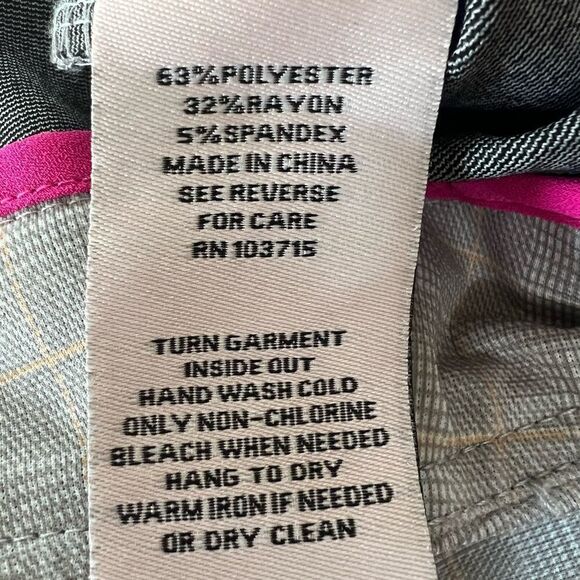 63%POLYESTER
32%RAYON
5%SPANDEX
MADE IN CHINA
SEE REVERSE
FOR CARE
RN 103715
TURN GARMENT
INSIDE OUT
HAND WASH COLD
ONLY NON-CHLORINE
BLEACH WHEN NEEDED
HANG TO DRY
WARM IRON IF NEEDED
OR DRY CLEAN